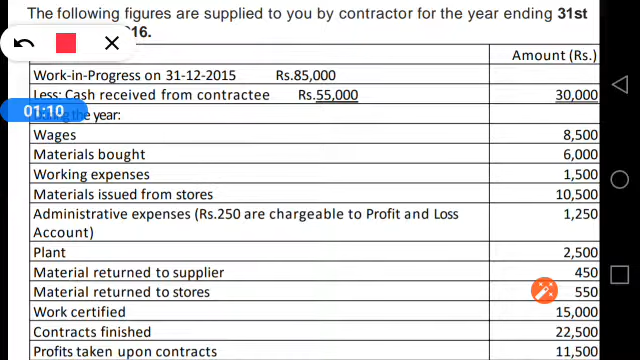 The following figures are supplied to you by contractor for the year ending 31st
16.
Amount (Rs.)
Work-in-Progress on 31-12-2015 Rs.85,000
Less: Cash received from contractee Rs.55,000 30,000
01:10 the year:
Wages 8,500
Materials bought 6,000
Working expenses 1,500
Materials issued from stores 10,500
Administrative expenses (Rs.250 are chargeable to Profit and Loss 1,250
Account)
Plant 2,500
Material returned to supplier 450
Material returned to stores 550
Work certified 15,000
Contracts finished 22,500
Profits taken upon contracts 11,500